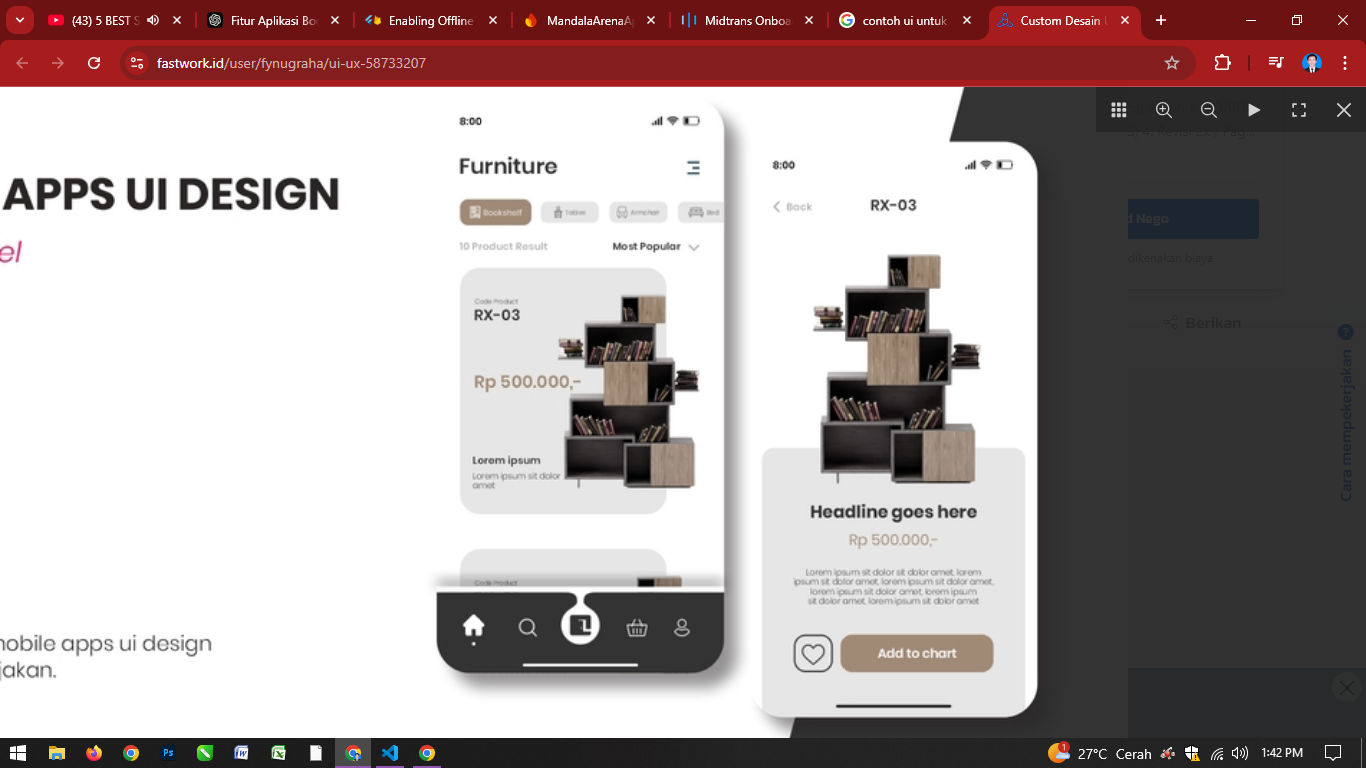 (43) 5 BEST S
Fitur Aplikasi Boo
Enabling Offline
MandalaArenaAp
Midtrans Onboa
contoh ui untuk
Custom Desain U
fastwork.id/user/fynugraha/ui-ux-58733207
APPS UI DESIGN
el
nobile apps ui design
jakan.
8:00
Furniture
Bookshelf
Tables
Armchair
Bed
10 Product Result
Most Popular
Code Product
RX-03
Rp 500.000,-
Lorem ipsum
Lorem ipsum sit dolor
amet
Code Product
8:00
Back
RX-03
Headline goes here
Rp 500.000,-
Lorem ipsum sit dolor sit dolor amet, lorem
ipsum sit dolor amet, lorem ipsum sit dolor amet,
lorem ipsum sit dolor amet, lorem ipsum
sit dolor amet, lorem ipsum sit dolor amet
Add to chart
d Nego
dikenakan biaya
Berikan
Cara mempekerjakan
?
1
27°C Cerah
1:42 PM